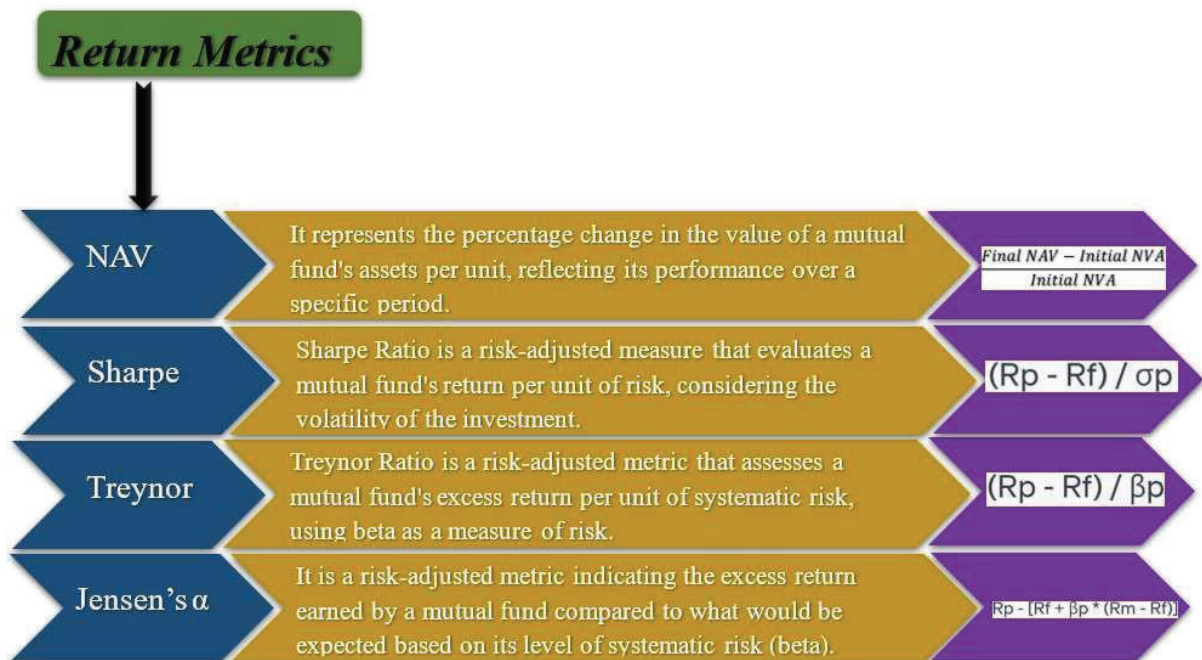 Return Metrics
NAV
It represents the percentage change in the value of a mutual
fund's assets per unit, reflecting its performance over a
specific period.
Final NAV − Initial NVA
Initial NVA
Sharpe
Sharpe Ratio is a risk-adjusted measure that evaluates a
mutual fund's return per unit of risk, considering the
volatility of the investment.
(Rp - Rf) / σp
Treynor
Treynor Ratio is a risk-adjusted metric that assesses a
mutual fund's excess return per unit of systematic risk,
using beta as a measure of risk.
(Rp - Rf) / βp
Jensen’s α
It is a risk-adjusted metric indicating the excess return
earned by a mutual fund compared to what would be
expected based on its level of systematic risk (beta).
Rp - [Rf + βp * (Rm - Rf)]